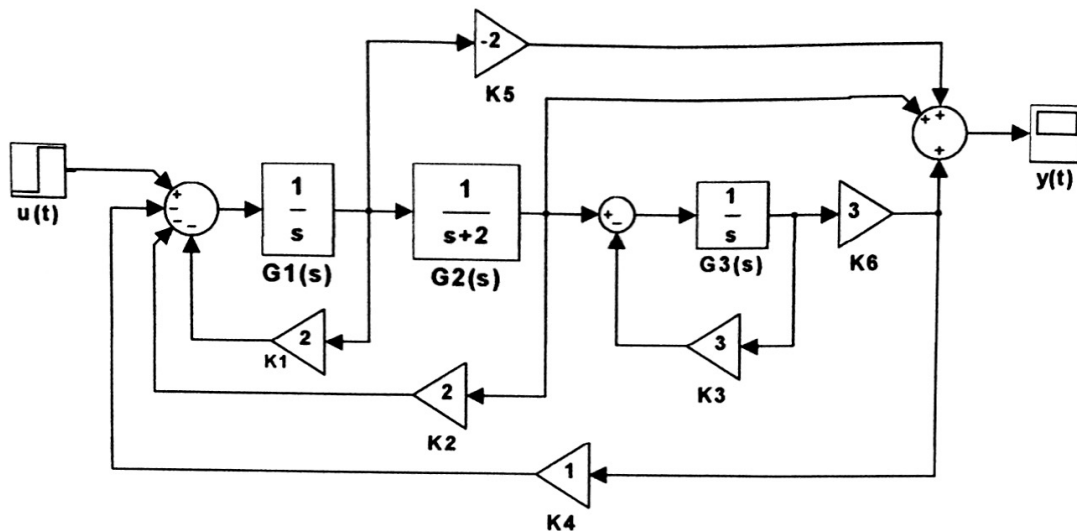 -2
K5
+
+
+
y(t)
u(t)
+
-
-
-
1
s
G1(s)
1
s+2
G2(s)
+
-
1
s
G3(s)
3
K6
2
K1
2
K2
3
K3
1
K4